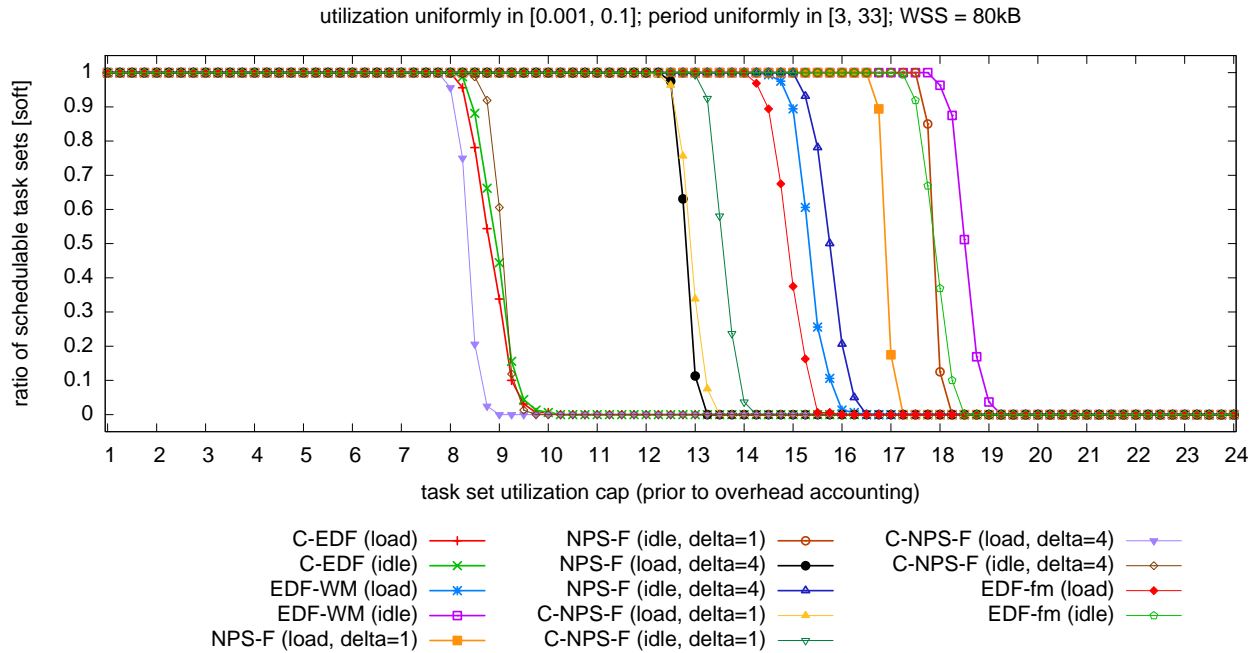 utilization uniformly in [0.001, 0.1]; period uniformly in [3, 33]; WSS = 80kB
ratio of schedulable task sets [soft]
1
0.9
0.8
0.7
0.6
0.5
0.4
0.3
0.2
0.1
0
1 2 3 4 5 6 7 8 9 10 11 12 13 14 15 16 17 18 19 20 21 22 23 24
task set utilization cap (prior to overhead accounting)
C-EDF (load)
C-EDF (idle)
EDF-WM (load)
EDF-WM (idle)
NPS-F (load, delta=1)
NPS-F (idle, delta=1)
NPS-F (load, delta=4)
NPS-F (idle, delta=4)
C-NPS-F (load, delta=1)
C-NPS-F (idle, delta=1)
C-NPS-F (load, delta=4)
C-NPS-F (idle, delta=4)
EDF-fm (load)
EDF-fm (idle)